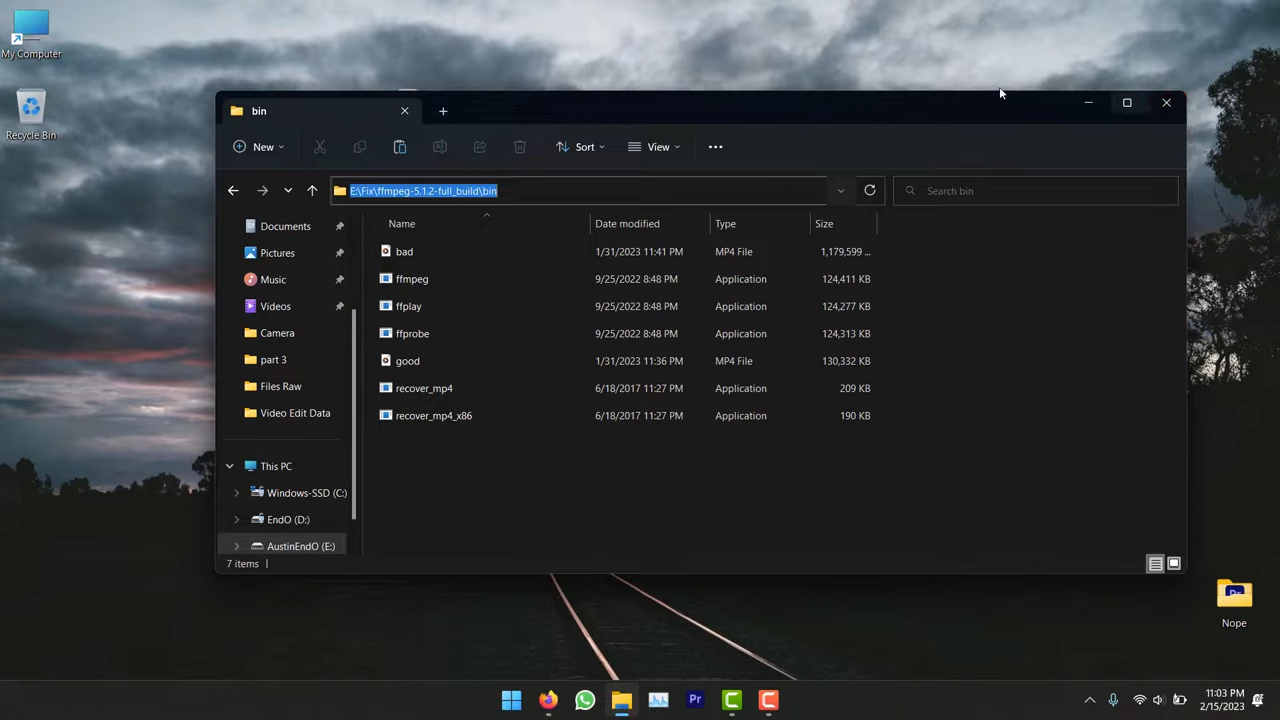 My Computer
Recycle Bin
bin
New
Sort
View
E:\Fix\ffmpeg-5.1.2-full_build\bin
Search bin
Documents
Pictures
Music
Videos
Camera
part 3
Files Raw
Video Edit Data
This PC
Windows-SSD (C:)
EndO (D:)
AustinEndO (E:)
Name Date modified Type Size
bad 1/31/2023 11:41 PM MP4 File 1,179,599 ...
ffmpeg 9/25/2022 8:48 PM Application 124,411 KB
ffplay 9/25/2022 8:48 PM Application 124,277 KB
ffprobe 9/25/2022 8:48 PM Application 124,313 KB
good 1/31/2023 11:36 PM MP4 File 130,332 KB
recover_mp4 6/18/2017 11:27 PM Application 209 KB
recover_mp4_x86 6/18/2017 11:27 PM Application 190 KB
7 items
Pr
Nope
Pr
11:03 PM
2/15/2023